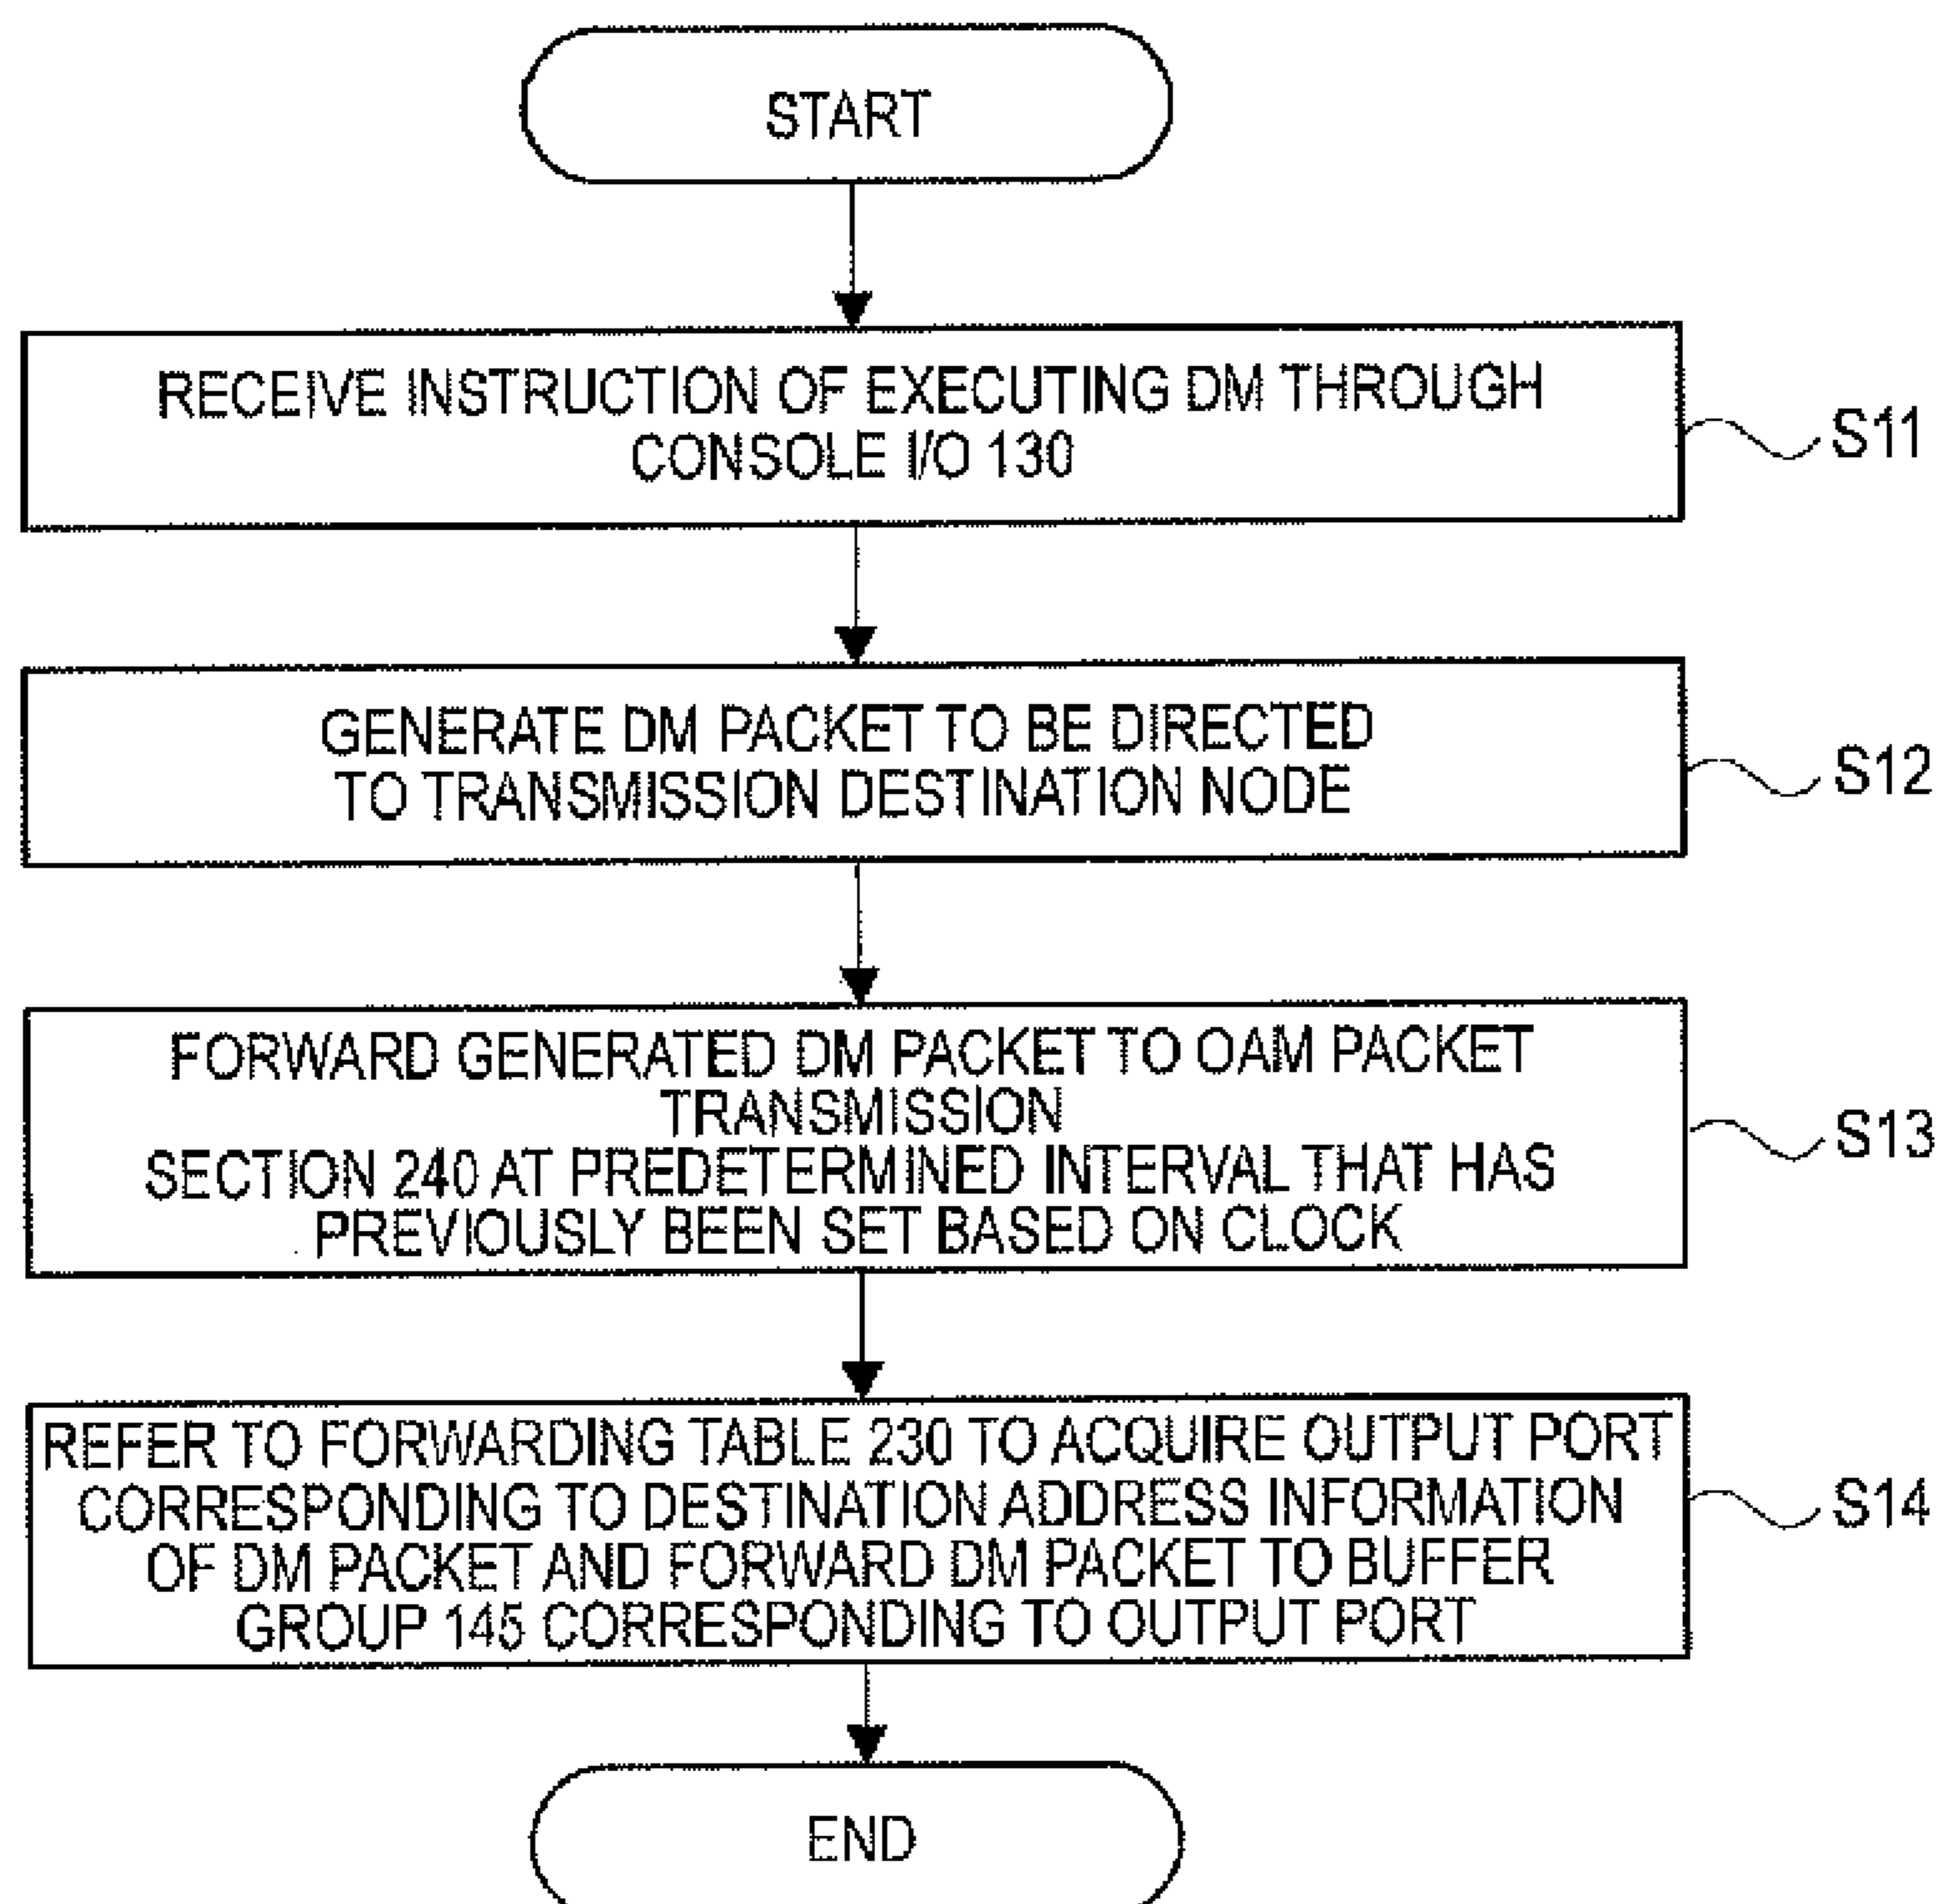 START
RECEIVE INSTRUCTION OF EXECUTING DM THROUGH
CONSOLE I/O 130
S11
GENERATE DM PACKET TO BE DIRECTED
TO TRANSMISSION DESTINATION NODE
S12
FORWARD GENERATED DM PACKET TO OAM PACKET
TRANSMISSION
SECTION 240 AT PREDETERMINED INTERVAL THAT HAS
PREVIOUSLY BEEN SET BASED ON CLOCK
S13
REFER TO FORWARDING TABLE 230 TO ACQUIRE OUTPUT PORT
CORRESPONDING TO DESTINATION ADDRESS INFORMATION
OF DM PACKET AND FORWARD DM PACKET TO BUFFER
GROUP 145 CORRESPONDING TO OUTPUT PORT
S14
END